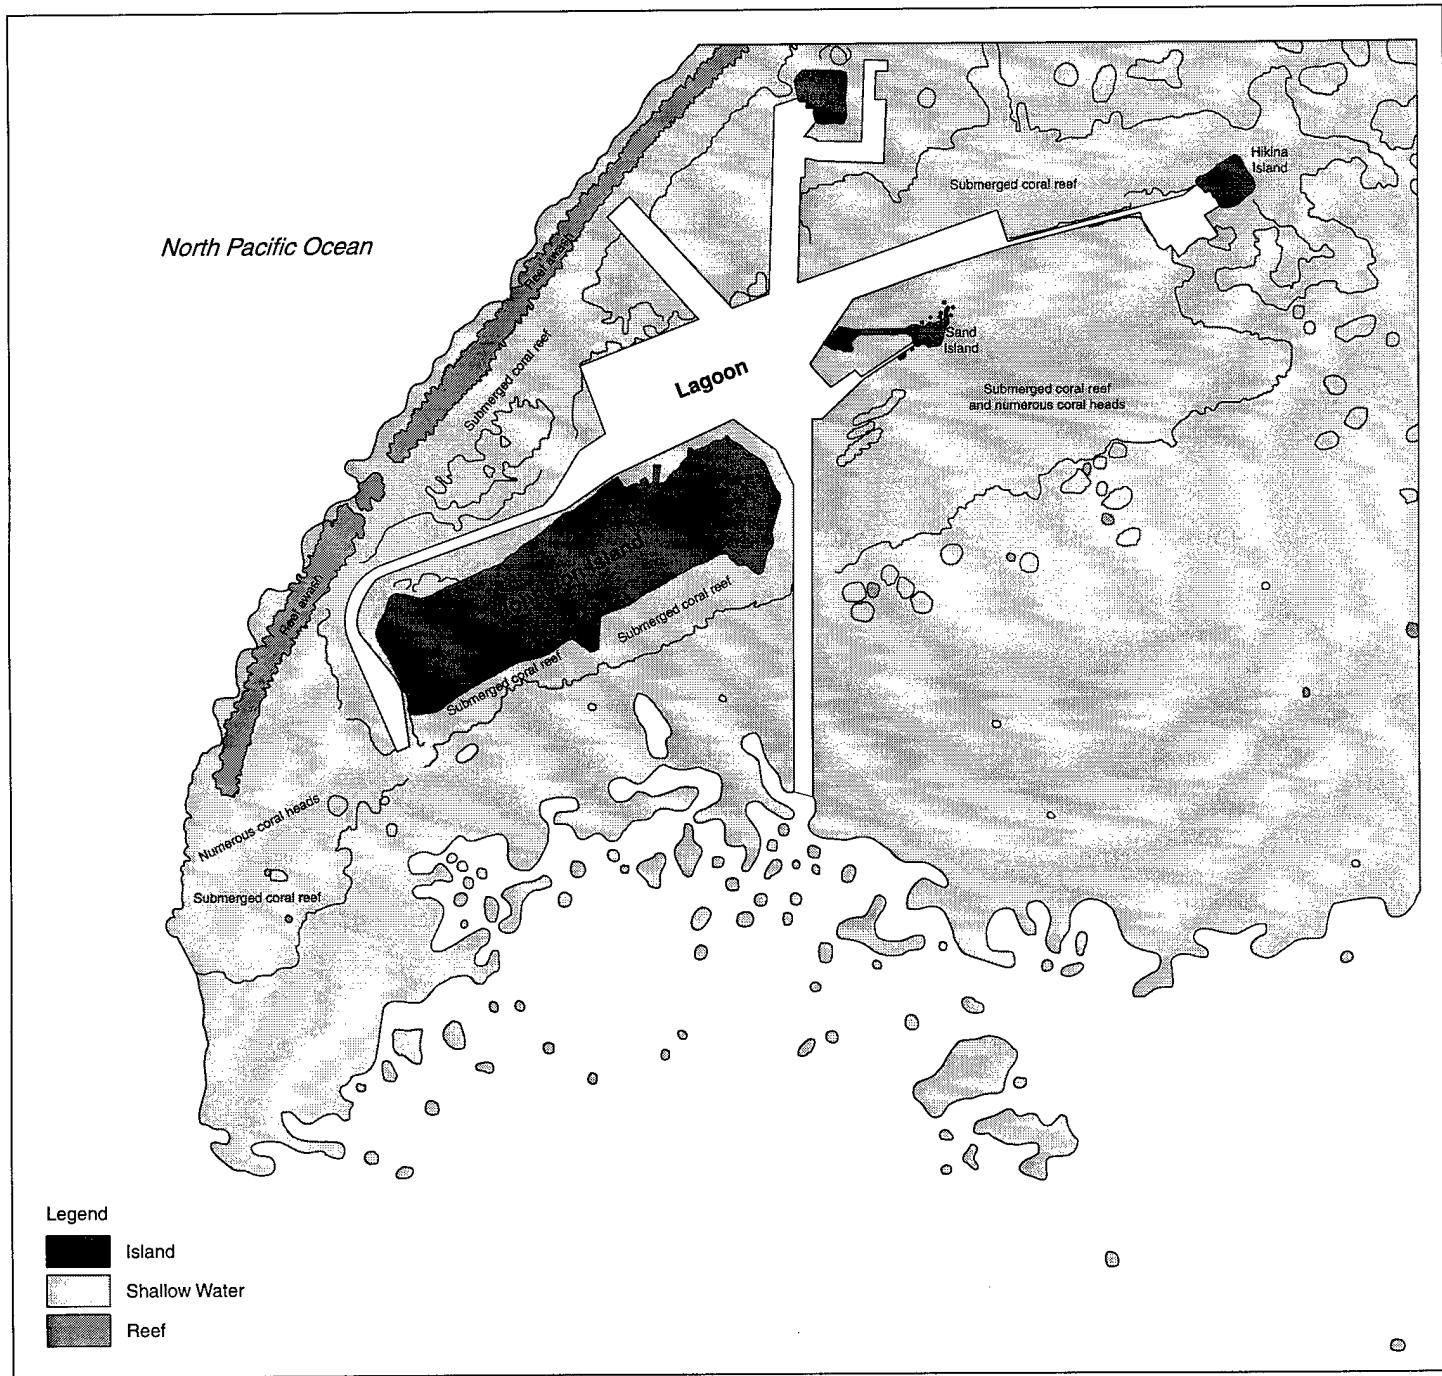 Hikina
Island
Submerged coral reef
North Pacific Ocean
Reef awash
Submerged coral reef
Sand
Island
Lagoon
Submerged coral reef
and numerous coral heads
Island
Reef awash
Submerged coral reef
Submerged coral reef
Numerous coral heads
Submerged coral reef
Legend
Island
Shallow Water
Reef